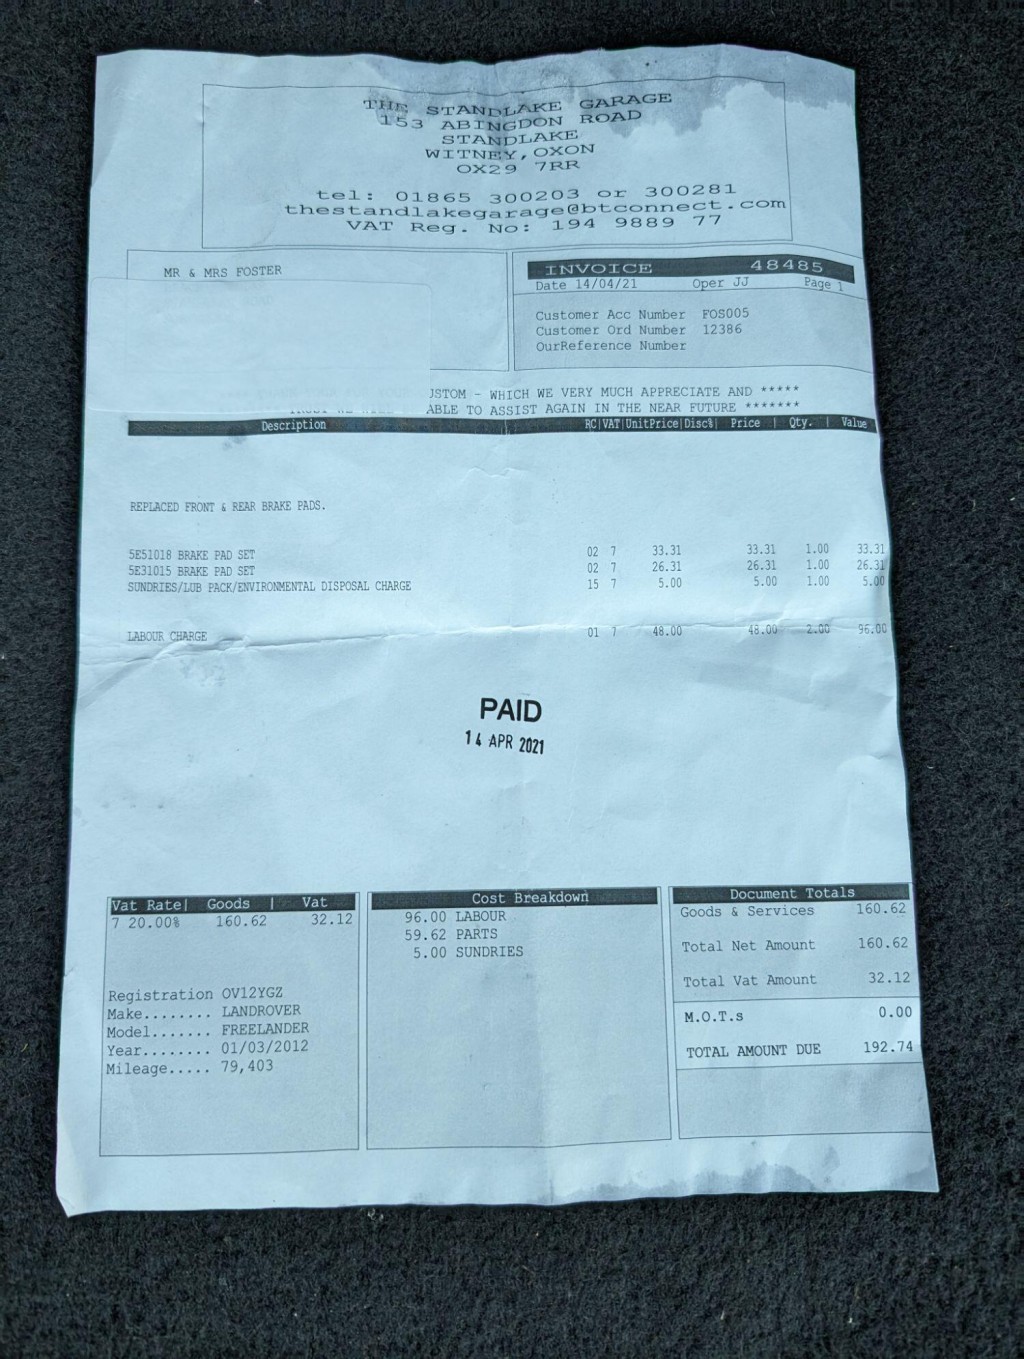 THE STANDLAKE GARAGE
153 ABINGDON ROAD
STANDLAKE
WITNEY, OXON
OX29 7RR
tel: 01865 300203 or 300281
thestandlakegarage@btconnect.com
VAT Reg. No: 194 9889 77
MR & MRS FOSTER
INVOICE 48485
Date 14/04/21 Oper JJ Page 1
Customer Acc Number FOS005
Customer Ord Number 12386
OurReference Number
USTOM - WHICH WE VERY MUCH APPRECIATE AND *****
ABLE TO ASSIST AGAIN IN THE NEAR FUTURE *******
Description RC|VAT|UnitPrice|Disc%| Price | Qty. | Value
REPLACED FRONT & REAR BRAKE PADS.
5E51018 BRAKE PAD SET 02 7 33.31 33.31 1.00 33.31
5E31015 BRAKE PAD SET 02 7 26.31 26.31 1.00 26.31
SUNDRIES/LUB PACK/ENVIRONMENTAL DISPOSAL CHARGE 15 7 5.00 5.00 1.00 5.00
LABOUR CHARGE 01 7 48.00 48.00 2.00 96.00
PAID
14 APR 2021
Vat Rate| Goods | Vat
7 20.00% 160.62 32.12
Registration OV12YGZ
Make........ LANDROVER
Model....... FREELANDER
Year........ 01/03/2012
Mileage..... 79,403
Cost Breakdown
96.00 LABOUR
59.62 PARTS
5.00 SUNDRIES
Document Totals
Goods & Services 160.62
Total Net Amount 160.62
Total Vat Amount 32.12
M.O.T.s 0.00
TOTAL AMOUNT DUE 192.74